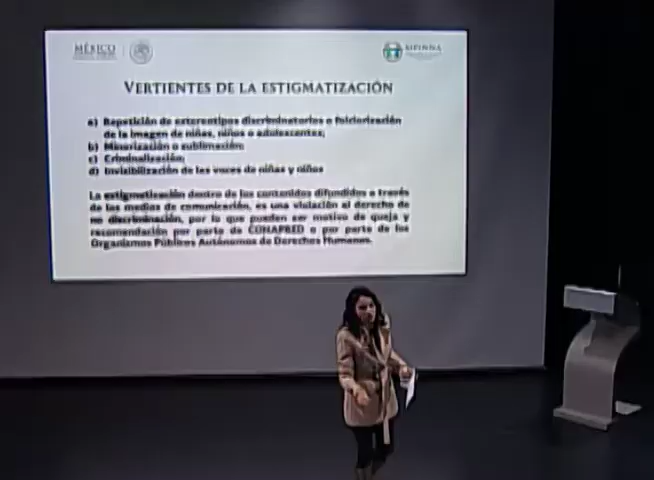 MÉXICO
SIPINNA
VERTIENTES DE LA ESTIGMATIZACIÓN
a) Repetición de estereotipos discriminatorios o folclorización
de la imagen de niñas, niños o adolescentes;
b) Minorización o sublimación;
c) Criminalización;
d) Invisibilización de las voces de niñas y niños
La estigmatización dentro de los contenidos difundidos a través
de los medios de comunicación, es una violación al derecho de
no discriminación, por lo que pueden ser motivo de queja y
recomendación por parte de CONAPRED o por parte de los
Organismos Públicos Autónomos de Derechos Humanos.